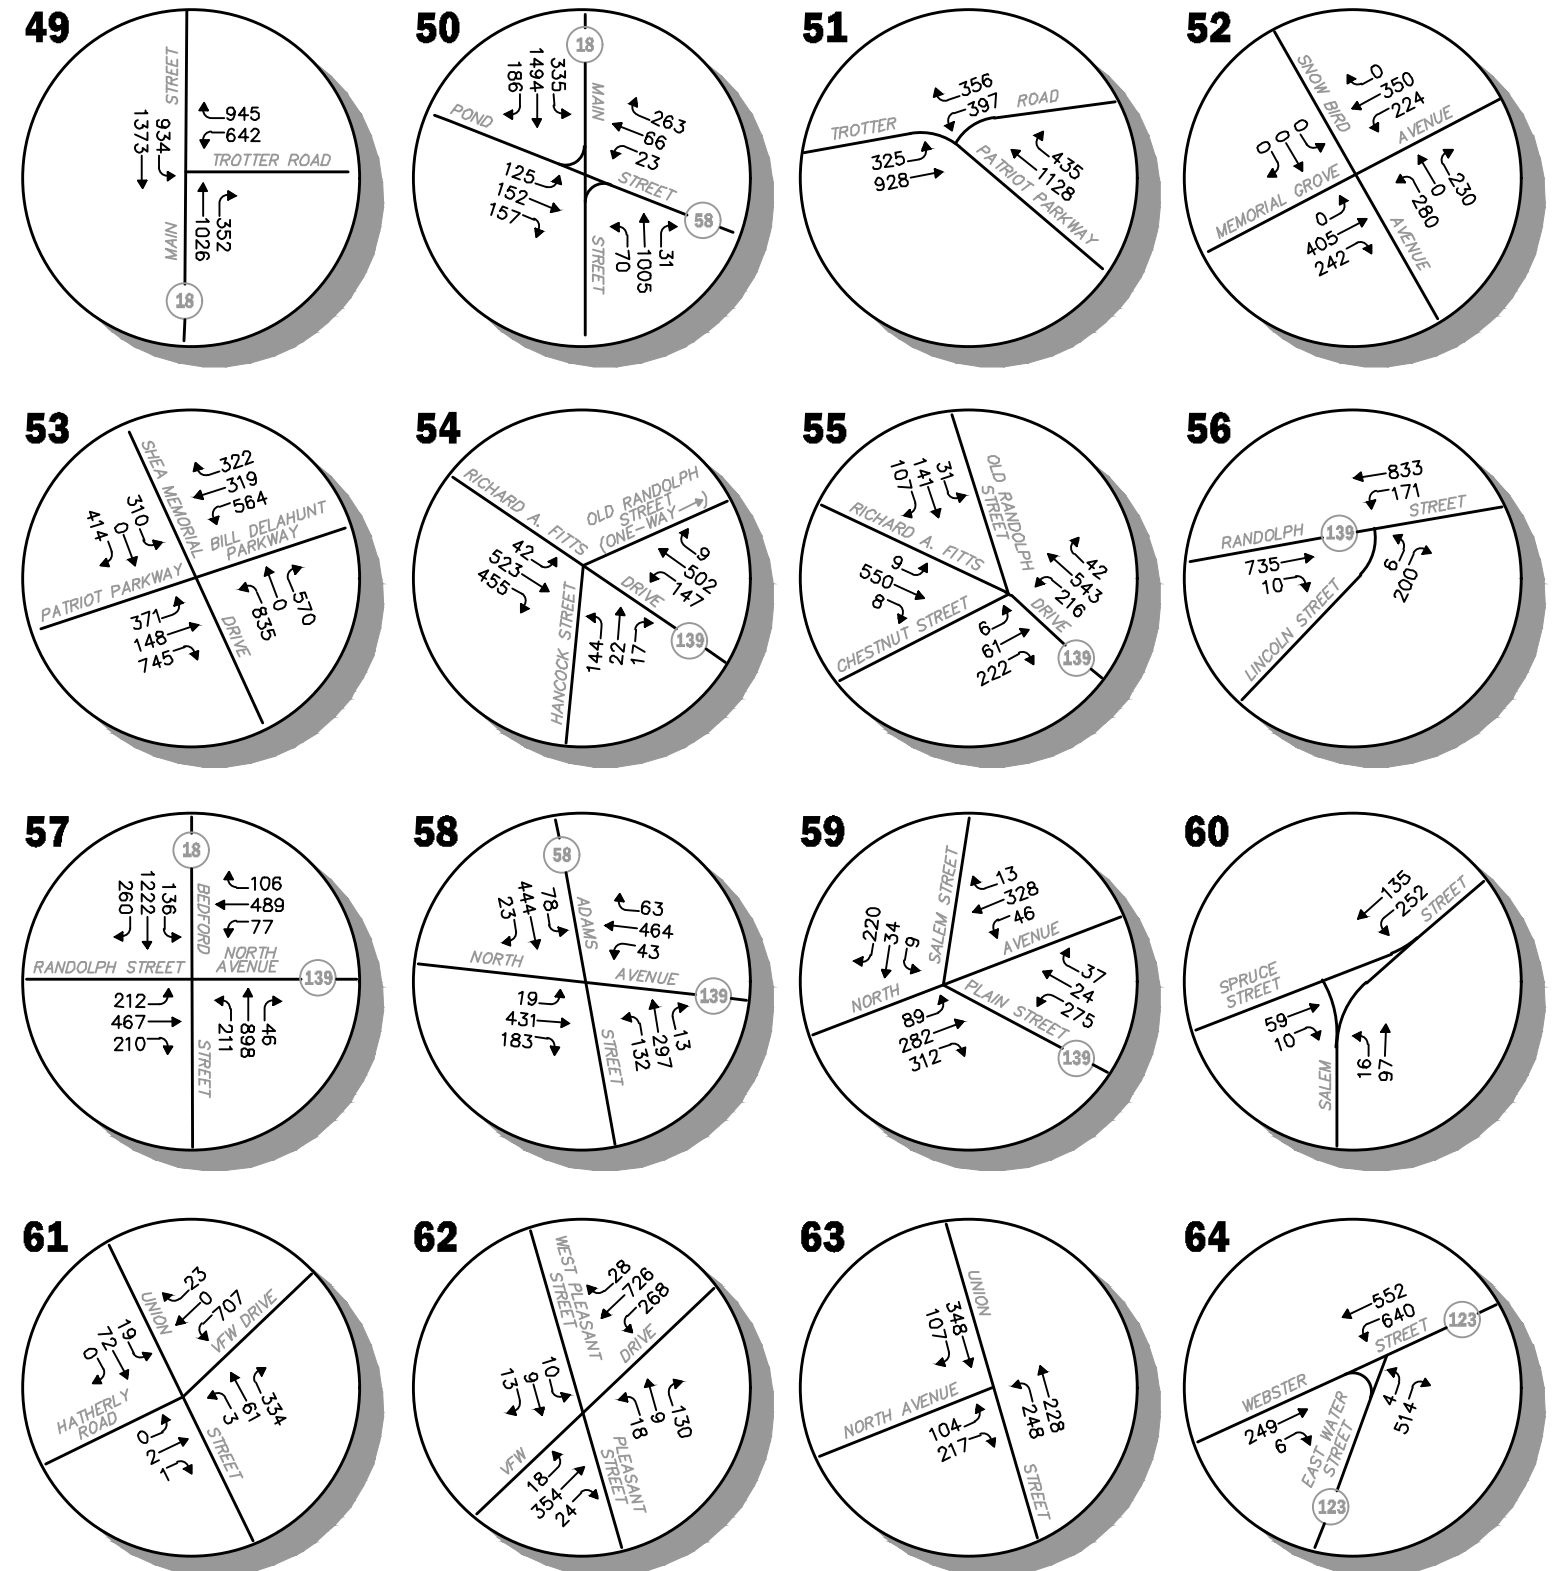 49
STREET
1373
934
945
642
TROTTER ROAD
MAIN
1026
352
18
50
18
186
1494
335
MAIN
POND
263
66
23
125
152
157
STREET
58
STREET
70
1005
31
51
TROTTER
356
397
ROAD
325
928
435
1128
PATRIOT PARKWAY
52
SNOW BIRD
0
350
224
AVENUE
0
0
0
MEMORIAL GROVE
0
405
242
280
0
230
AVENUE
53
SHEA MEMORIAL
322
319
564
414
0
310
BILL DELAHUNT
PARKWAY
PATRIOT PARKWAY
371
148
745
DRIVE
835
0
570
54
RICHARD A. FITTS
OLD RANDOLPH
STREET
(ONE-WAY→)
42
523
455
DRIVE
9
502
147
HANCOCK STREET
144
22
17
139
55
107
141
31
OLD RANDOLPH
STREET
RICHARD A. FITTS
9
550
8
42
543
216
CHESTNUT STREET
DRIVE
6
61
222
139
56
833
171
RANDOLPH
139
STREET
735
10
6
200
LINCOLN STREET
57
18
260
1222
136
BEDFORD
106
489
77
RANDOLPH STREET
NORTH
AVENUE
139
212
467
210
STREET
211
898
46
58
58
23
444
78
ADAMS
63
464
43
NORTH
AVENUE
139
19
431
183
STREET
132
297
13
59
SALEM STREET
13
328
46
220
34
9
AVENUE
NORTH
PLAIN STREET
37
24
275
89
282
312
139
60
135
252
STREET
SPRUCE
STREET
59
10
SALEM
16
97
61
UNION
23
0
707
VFW DRIVE
0
72
19
HATHERLY
ROAD
0
2
1
STREET
3
61
334
62
WEST PLEASANT
STREET
28
726
268
DRIVE
13
9
10
VFW
18
354
24
PLEASANT
STREET
18
9
130
63
UNION
107
348
NORTH AVENUE
104
217
248
228
STREET
64
552
640
STREET
123
WEBSTER
249
6
EAST WATER
STREET
4
514
123